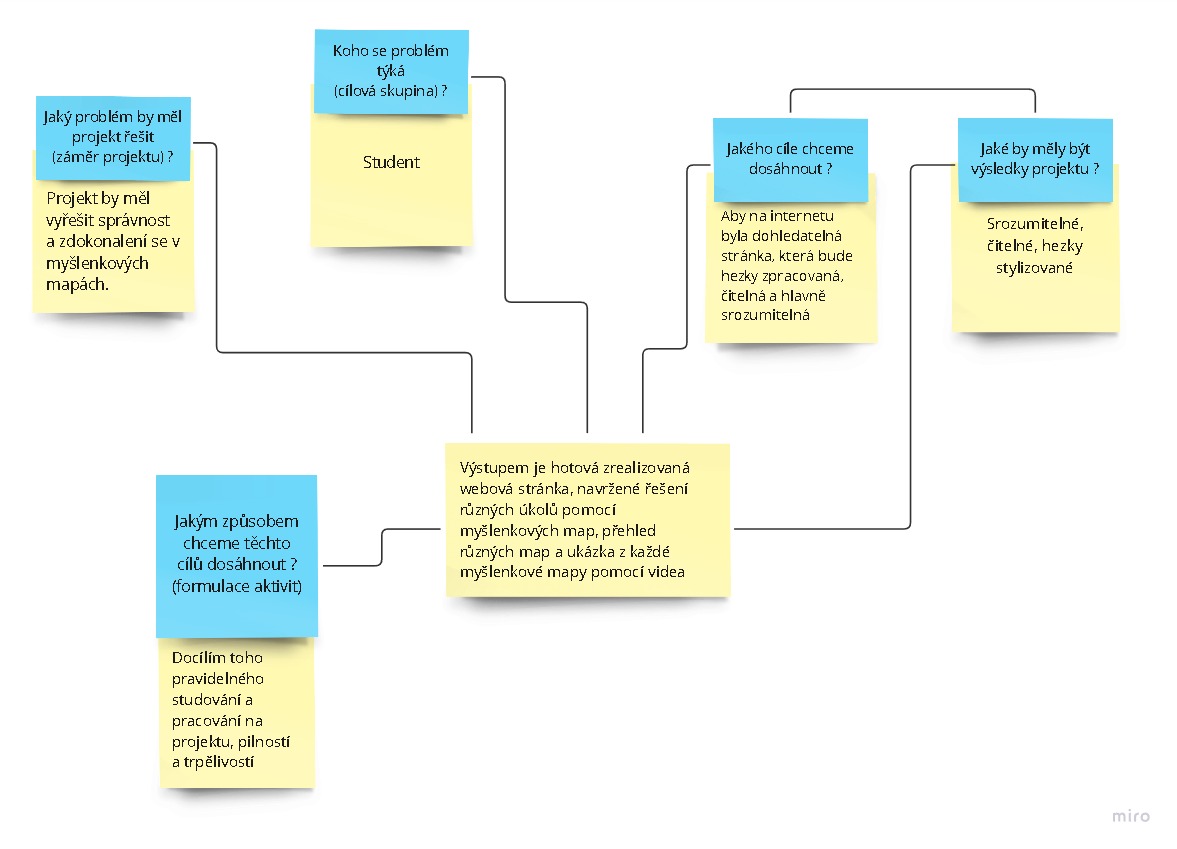 Koho se problém
týká
(cílová skupina) ?
Student
Jaký problém by měl
projekt řešit
(záměr projektu) ?
Projekt by měl
vyřešit správnost
a zdokonalení se v
myšlenkových
mapách.
Jakého cíle chceme
dosáhnout ?
Aby na internetu
byla dohledatelná
stránka, která bude
hezky zpracovaná,
čitelná a hlavně
srozumitelná
Jaké by měly být
výsledky projektu ?
Srozumitelné,
čitelné, hezky
stylizované
Výstupem je hotová zrealizovaná
webová stránka, navržené řešení
různých úkolů pomocí
myšlenkových map, přehled
různých map a ukázka z každé
myšlenkové mapy pomocí videa
Jakým způsobem
chceme těchto
cílů dosáhnout ?
(formulace aktivit)
Docílím toho
pravidelného
studování a
pracování na
projektu, pilností
a trpělivostí
miro